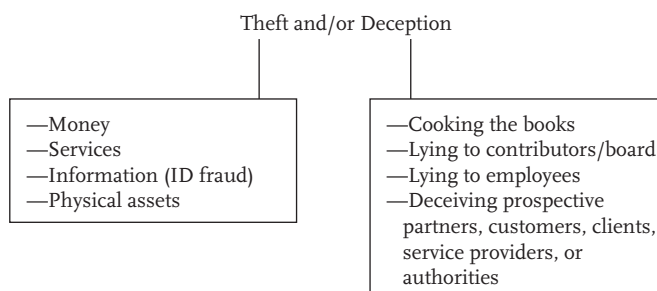 Theft and/or Deception
—Money
—Services
—Information (ID fraud)
—Physical assets
—Cooking the books
—Lying to contributors/board
—Lying to employees
—Deceiving prospective
partners, customers, clients,
service providers, or
authorities